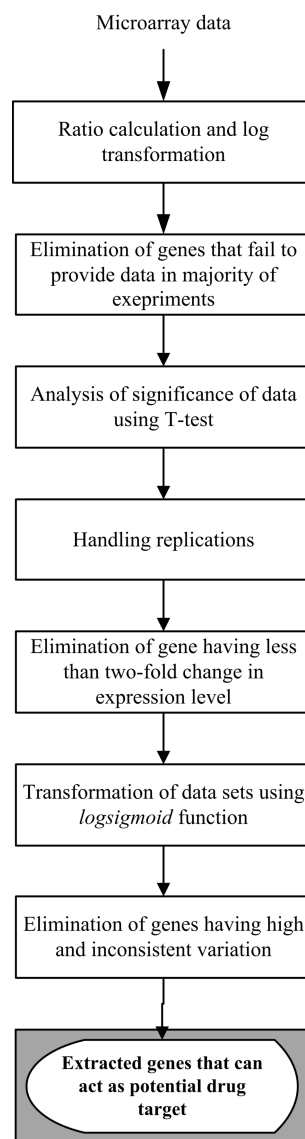 Microarray data
Ratio calculation and log
transformation
Elimination of genes that fail to
provide data in majority of
exepriments
Analysis of significance of data
using T-test
Handling replications
Elimination of gene having less
than two-fold change in
expression level
Transformation of data sets using
logsigmoid function
Elimination of genes having high
and inconsistent variation
Extracted genes that can
act as potential drug
target